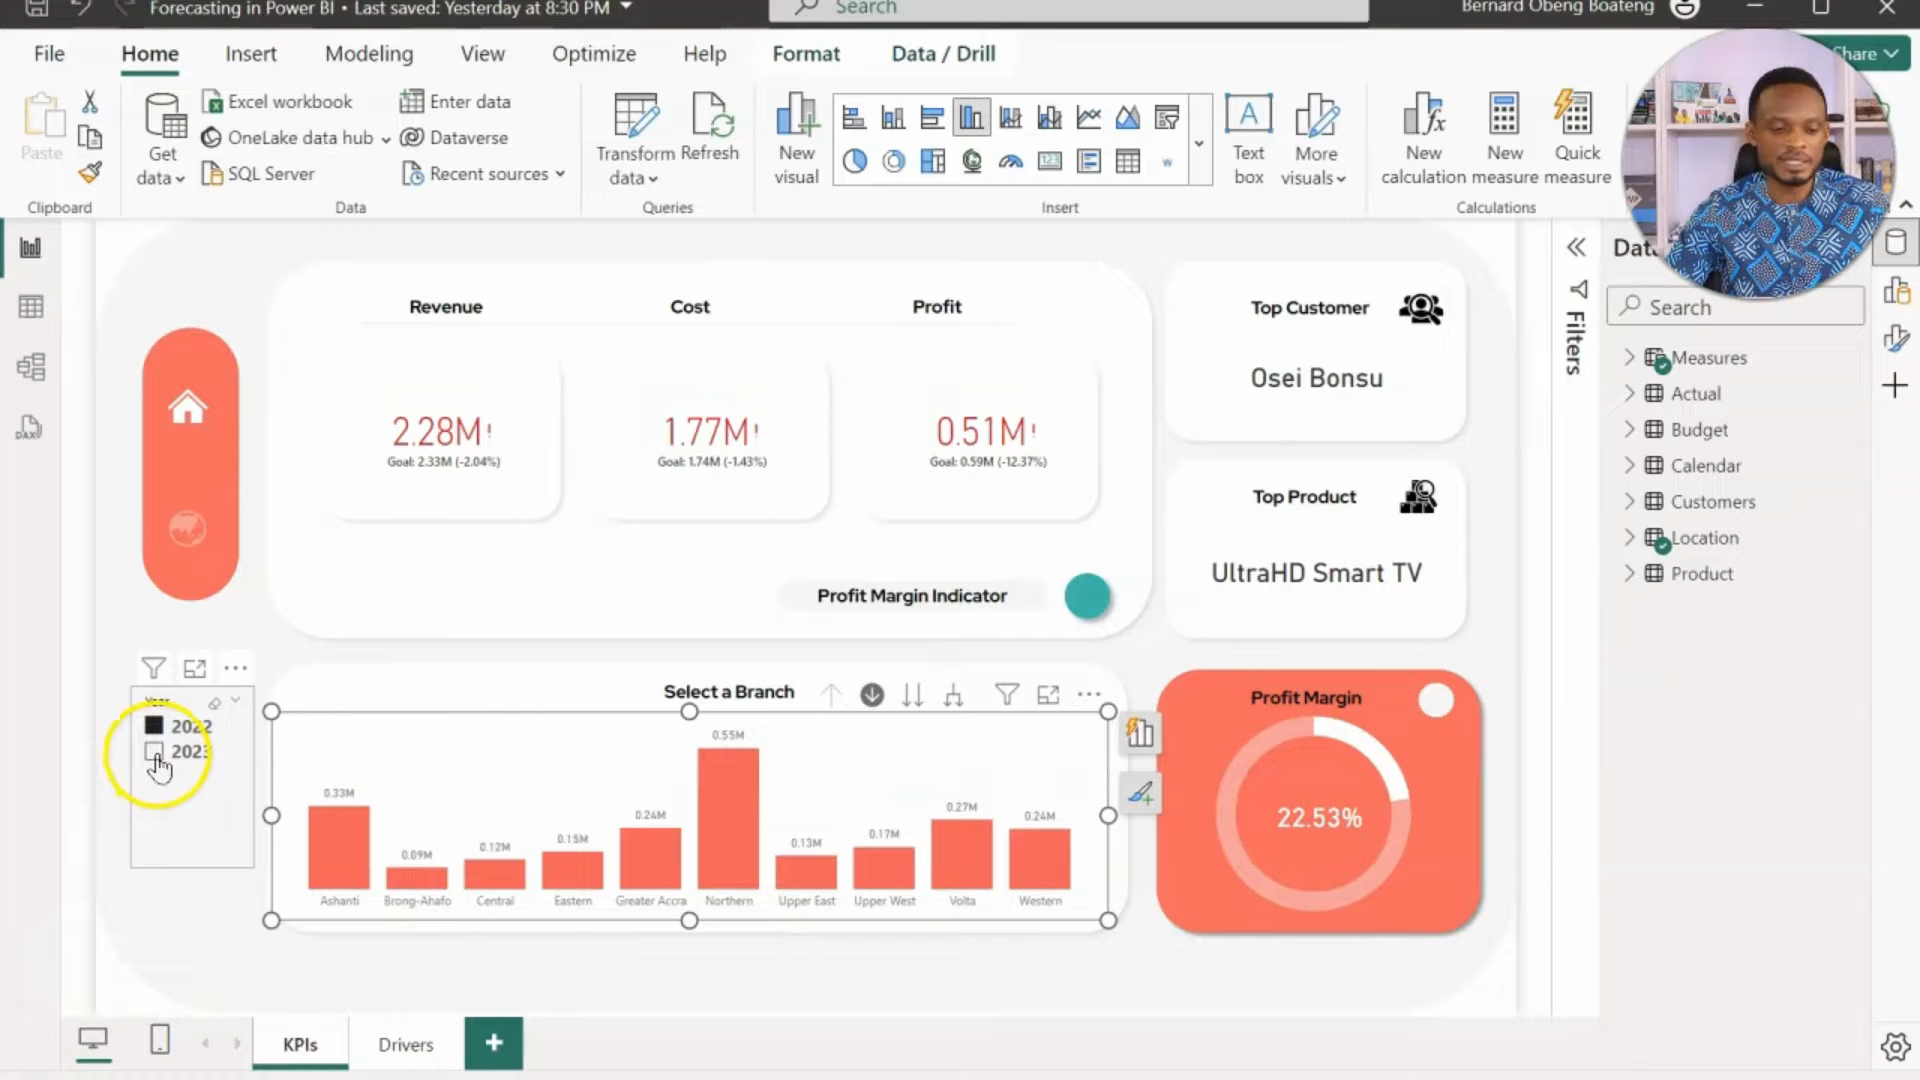 Forecasting in Power BI • Last saved: Yesterday at 8:30 PM
Search
Bernard Obeng Boateng
File
Home
Insert
Modeling
View
Optimize
Help
Format
Data / Drill
Share
Paste
Clipboard
Get data
Excel workbook
OneLake data hub
SQL Server
Enter data
Dataverse
Recent sources
Data
Transform data
Refresh
Queries
New visual
123
Insert
Text box
More visuals
New calculation
New measure
Quick measure
Calculations
DAX
Revenue
Cost
Profit
2.28M!
Goal: 2.33M (-2.04%)
1.77M!
Goal: 1.74M (-1.43%)
0.51M!
Goal: 0.59M (-12.37%)
Profit Margin Indicator
Top Customer
Osei Bonsu
Top Product
UltraHD Smart TV
Year
2022
2023
Select a Branch
0.33M
0.09M
0.12M
0.15M
0.24M
0.55M
0.13M
0.17M
0.27M
0.24M
Ashanti
Brong-Ahafo
Central
Eastern
Greater Accra
Northern
Upper East
Upper West
Volta
Western
Profit Margin
22.53%
Filters
Search
Measures
Actual
Budget
Calendar
Customers
Location
Product
KPIs
Drivers